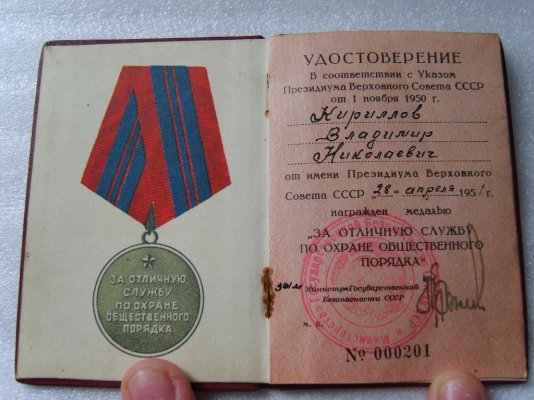 ЗА ОТЛИЧНУЮ
СЛУЖБУ
ПО ОХРАНЕ
ОБЩЕСТВЕННОГО
ПОРЯДКА
УДОСТОВЕРЕНИЕ
В соответствии с Указом
Президиума Верховного Совета СССР
от 1 ноября 1950 г.
Кириллов
Владимир
Николаевич
от имени Президиума Верховного
Совета СССР „28" апреля 1951 г.
награжден медалью
„ЗА ОТЛИЧНУЮ СЛУЖБУ
ПО ОХРАНЕ ОБЩЕСТВЕННОГО
ПОРЯДКА"
Зам Министр Государственной
Безопасности СССР
М. П.
№ 000201